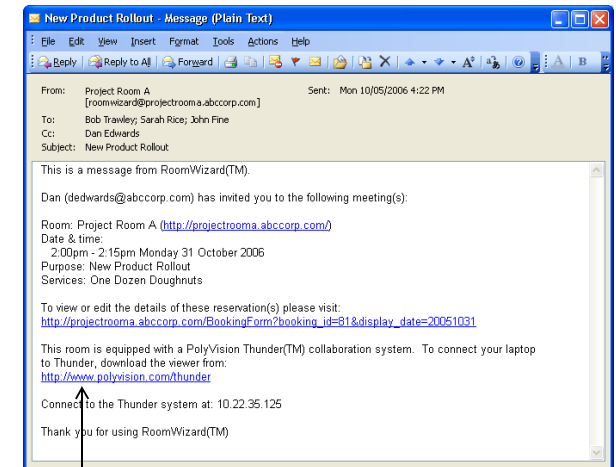 New Product Rollout - Message (Plain Text)
File Edit View Insert Format Tools Actions Help
Reply Reply to All Forward A B
From: Project Room A Sent: Mon 10/05/2006 4:22 PM
[roomwizard@projectrooma.abccorp.com]
To: Bob Trawley; Sarah Rice; John Fine
Cc: Dan Edwards
Subject: New Product Rollout
This is a message from RoomWizard(TM).
Dan (dedwards@abccorp.com) has invited you to the following meeting(s):
Room: Project Room A (http://projectrooma.abccorp.com/)
Date & time:
2:00pm - 2:15pm Monday 31 October 2006
Purpose: New Product Rollout
Services: One Dozen Doughnuts
To view or edit the details of these reservation(s) please visit:
http://projectrooma.abccorp.com/BookingForm?booking_id=81&display_date=20051031
This room is equipped with a PolyVision Thunder(TM) collaboration system. To connect your laptop
to Thunder, download the viewer from:
http://www.polyvision.com/thunder
Connect to the Thunder system at: 10.22.35.125
Thank you for using RoomWizard(TM)